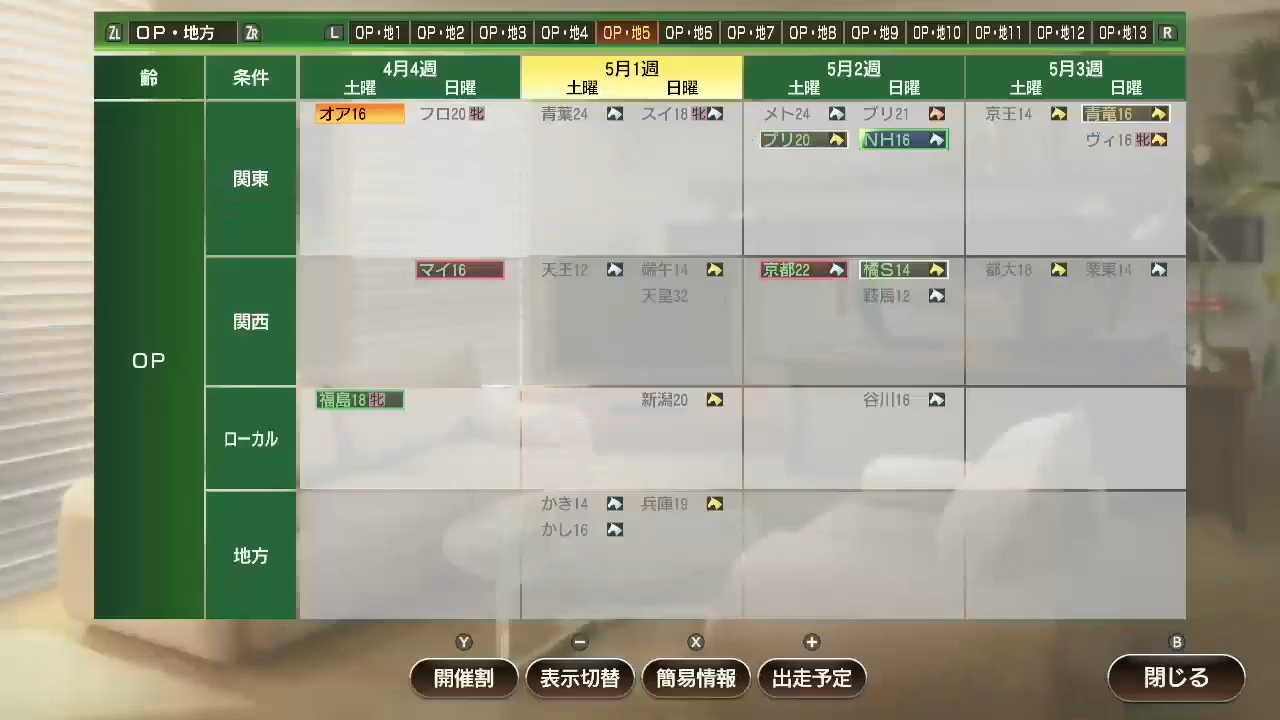 ZL OP・地方 ZR L OP・地1 OP・地2 OP・地3 OP・地4 OP・地5 OP・地6 OP・地7 OP・地8 OP・地9 OP・地10 OP・地11 OP・地12 OP・地13 R
齢 条件 4月4週 5月1週 5月2週 5月3週
土曜 日曜 土曜 日曜 土曜 日曜 土曜 日曜
オア16 フロ20 牝 青葉24 スイ18 牝 メト24 プリ21 京王14 青竜16
プリ20 NH16 ヴィ16 牝
関東
マイ16 天王12 端午14 京都22 橘S14 都大18 栗東14
天皇32 鞍馬12
関西
OP
福島18 牝 新潟20 谷川16
ローカル
かき14 兵庫19
かし16
地方
Y − X + B
開催割 表示切替 簡易情報 出走予定 閉じる